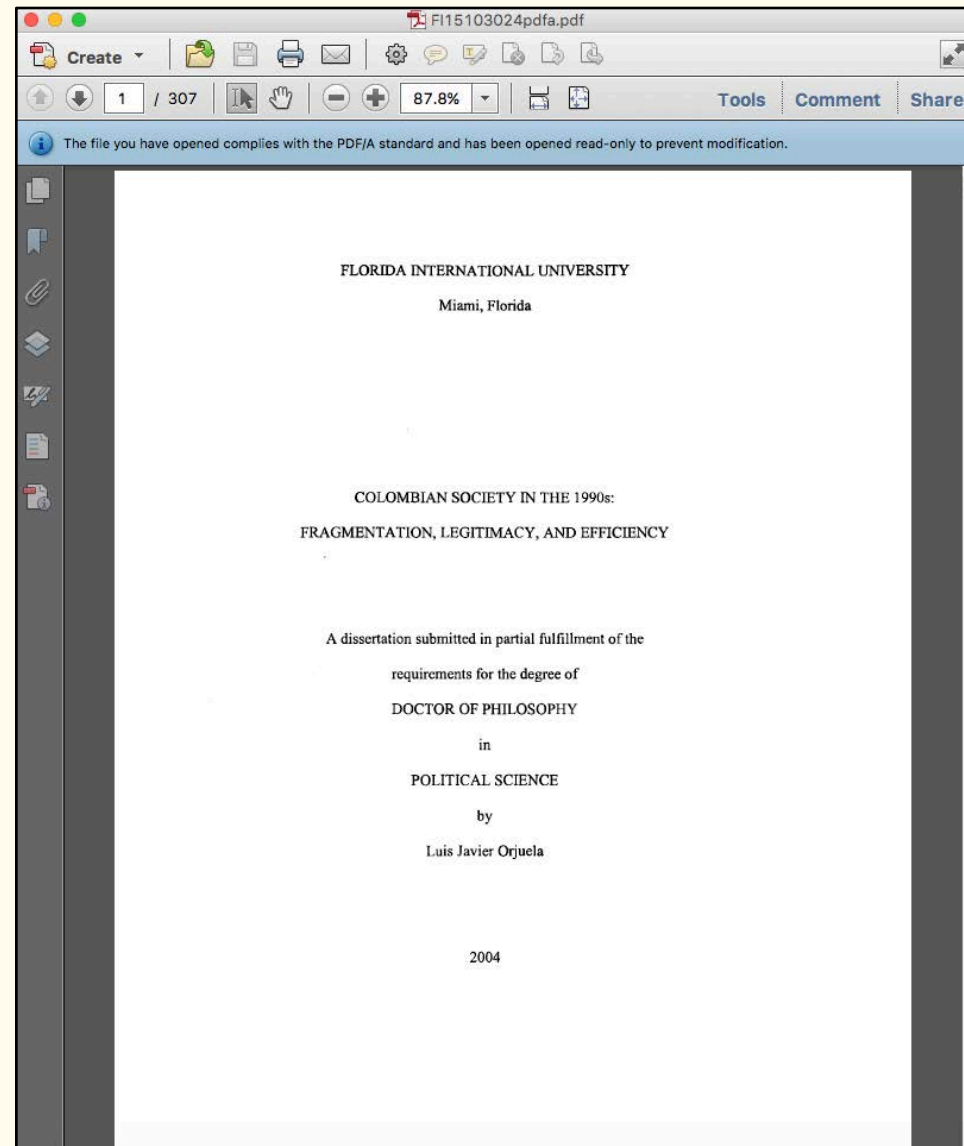 FI15103024pdfa.pdf
Create
1 / 307 87.8% Tools Comment Share
The file you have opened complies with the PDF/A standard and has been opened read-only to prevent modification.
FLORIDA INTERNATIONAL UNIVERSITY
Miami, Florida
COLOMBIAN SOCIETY IN THE 1990s:
FRAGMENTATION, LEGITIMACY, AND EFFICIENCY
A dissertation submitted in partial fulfillment of the
requirements for the degree of
DOCTOR OF PHILOSOPHY
in
POLITICAL SCIENCE
by
Luis Javier Orjuela
2004